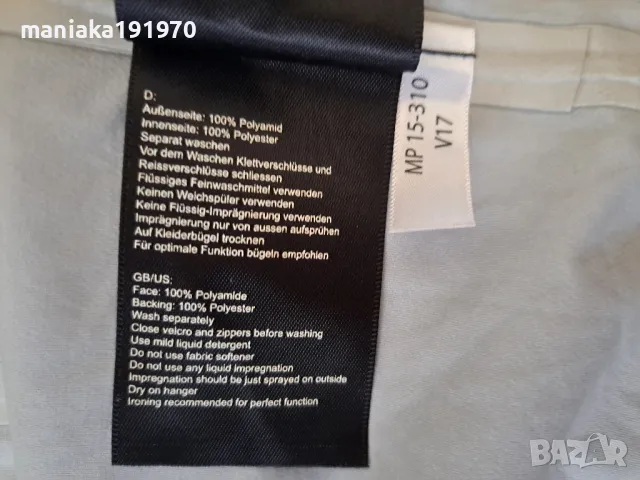 maniaka191970
D:
Außenseite: 100% Polyamid
Innenseite: 100% Polyester
Separat waschen
Vor dem Waschen Klettverschlüsse und
Reissverschlüsse schliessen
Flüssiges Feinwaschmittel verwenden
Keinen Weichspüler verwenden
Keine Flüssig-Imprägnierung verwenden
Imprägnierung nur von aussen aufsprühen
Auf Kleiderbügel trocknen
Für optimale Funktion bügeln empfohlen
GB/US:
Face: 100% Polyamide
Backing: 100% Polyester
Wash separately
Close velcro and zippers before washing
Use mild liquid detergent
Do not use fabric softener
Do not use any liquid impregnation
Impregnation should be just sprayed on outside
Dry on hanger
Ironing recommended for perfect function
MP 15-310
V17
BAZAR